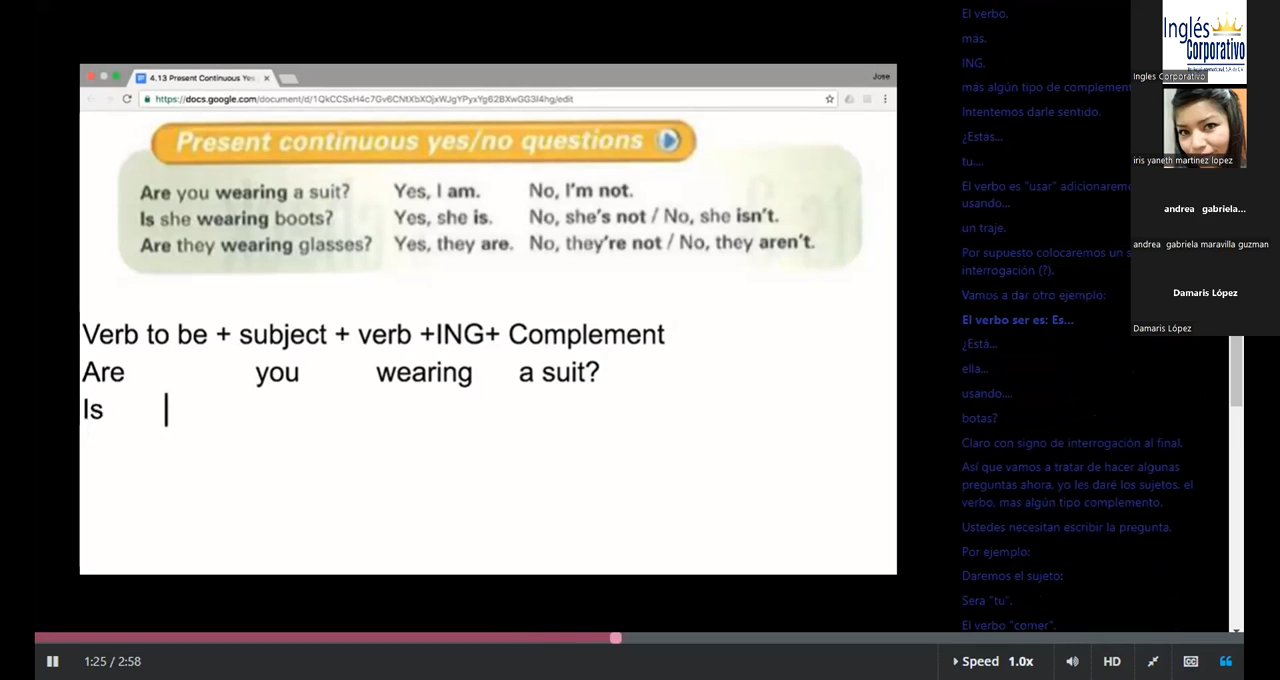 4.13 Present Continuous Yes
Jose
https://docs.google.com/document/d/1QkCCSxH4c7Gv6CNtXbXOjxWJgYPyxYg62BXwGG3I4hg/edit
Present continuous yes/no questions
Are you wearing a suit? Yes, I am. No, I'm not.
Is she wearing boots? Yes, she is. No, she's not / No, she isn't.
Are they wearing glasses? Yes, they are. No, they're not / No, they aren't.
Verb to be + subject + verb +ING+ Complement
Are you wearing a suit?
Is
El verbo.
más.
ING.
más algún tipo de complement
Intentemos darle sentido.
¿Estás...
tu....
El verbo es "usar" adicionarem
usando...
un traje.
Por supuesto colocaremos un s
interrogación (?).
Vamos a dar otro ejemplo:
El verbo ser es: Es...
¿Está...
ella...
usando....
botas?
Claro con signo de interrogación al final.
Así que vamos a tratar de hacer algunas
preguntas ahora, yo les daré los sujetos, el
verbo, mas algún tipo complemento.
Ustedes necesitan escribir la pregunta.
Por ejemplo:
Daremos el sujeto:
Sera "tu".
El verbo "comer".
Inglés
Corporativo
Ingles Corporativo
iris yaneth martinez lopez
andrea gabriela...
andrea gabriela maravilla guzman
Damaris López
Damaris López
1:25 / 2:58
Speed 1.0x
HD
CC